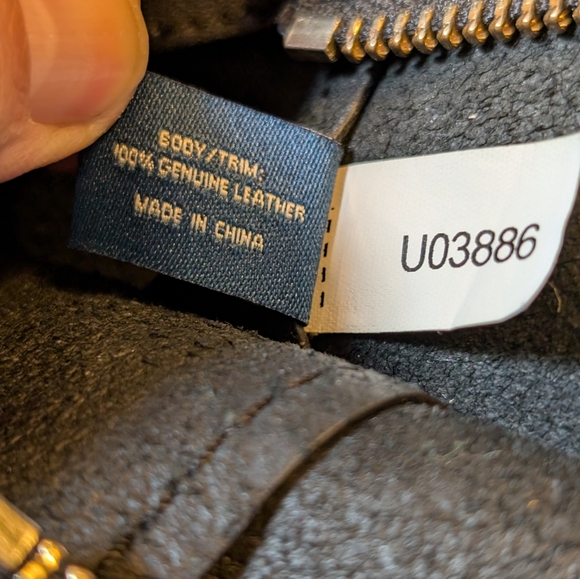 BODY/TRIM:
100% GENUINE LEATHER
MADE IN CHINA
U03886